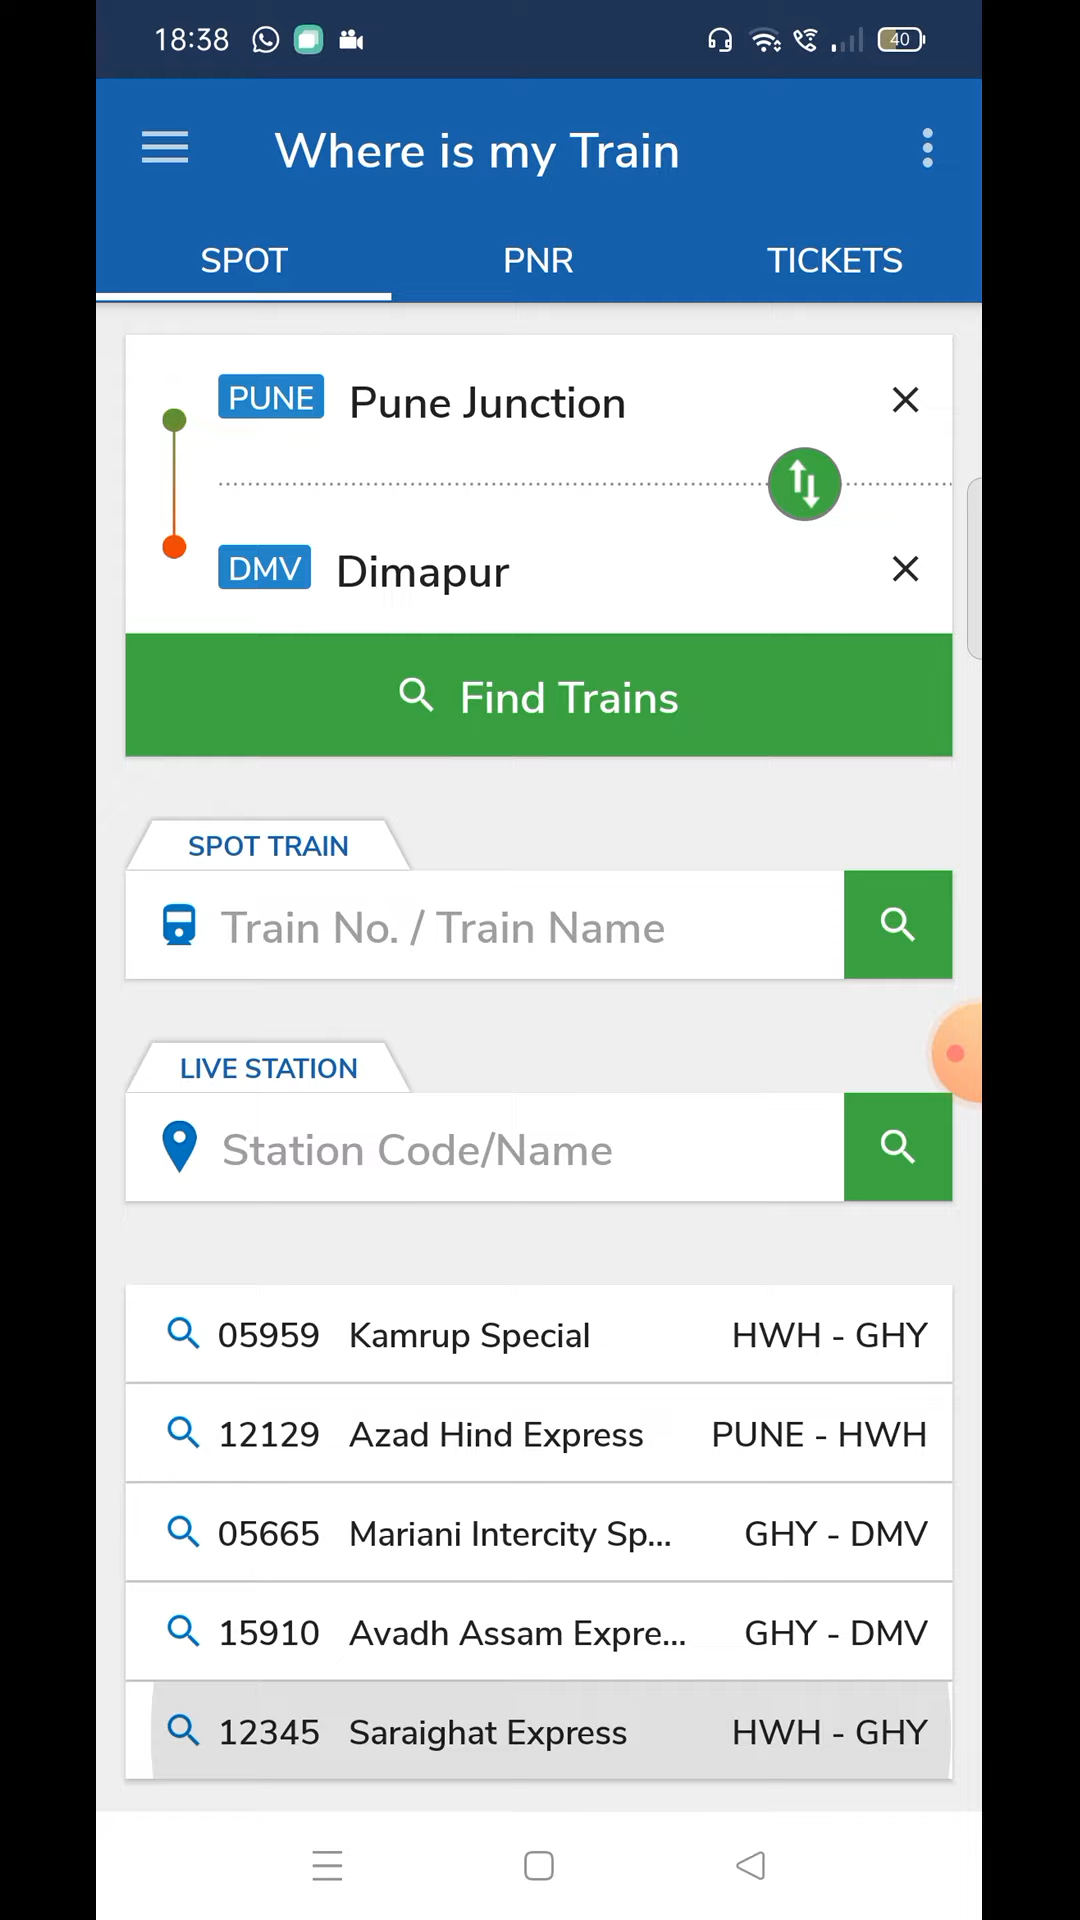 18:38
40
Where is my Train
SPOT PNR TICKETS
PUNE Pune Junction
DMV Dimapur
Find Trains
SPOT TRAIN
Train No. / Train Name
LIVE STATION
Station Code/Name
05959 Kamrup Special HWH - GHY
12129 Azad Hind Express PUNE - HWH
05665 Mariani Intercity Sp... GHY - DMV
15910 Avadh Assam Expre... GHY - DMV
12345 Saraighat Express HWH - GHY